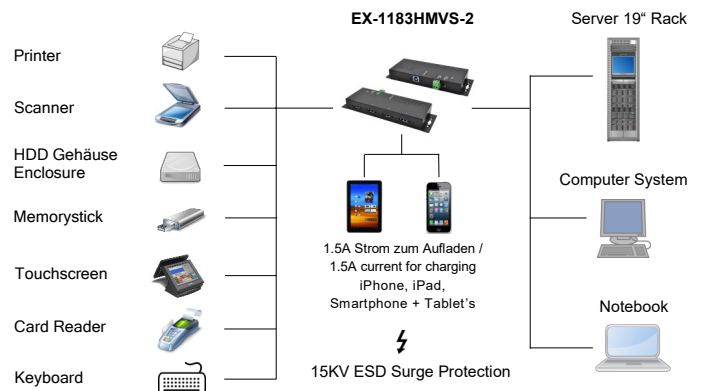 EX-1183HMVS-2
Server 19“ Rack
Printer
Scanner
HDD Gehäuse
Enclosure
Memorystick
Touchscreen
Card Reader
Keyboard
1.5A Strom zum Aufladen /
1.5A current for charging
iPhone, iPad,
Smartphone + Tablet’s
15KV ESD Surge Protection
Computer System
Notebook